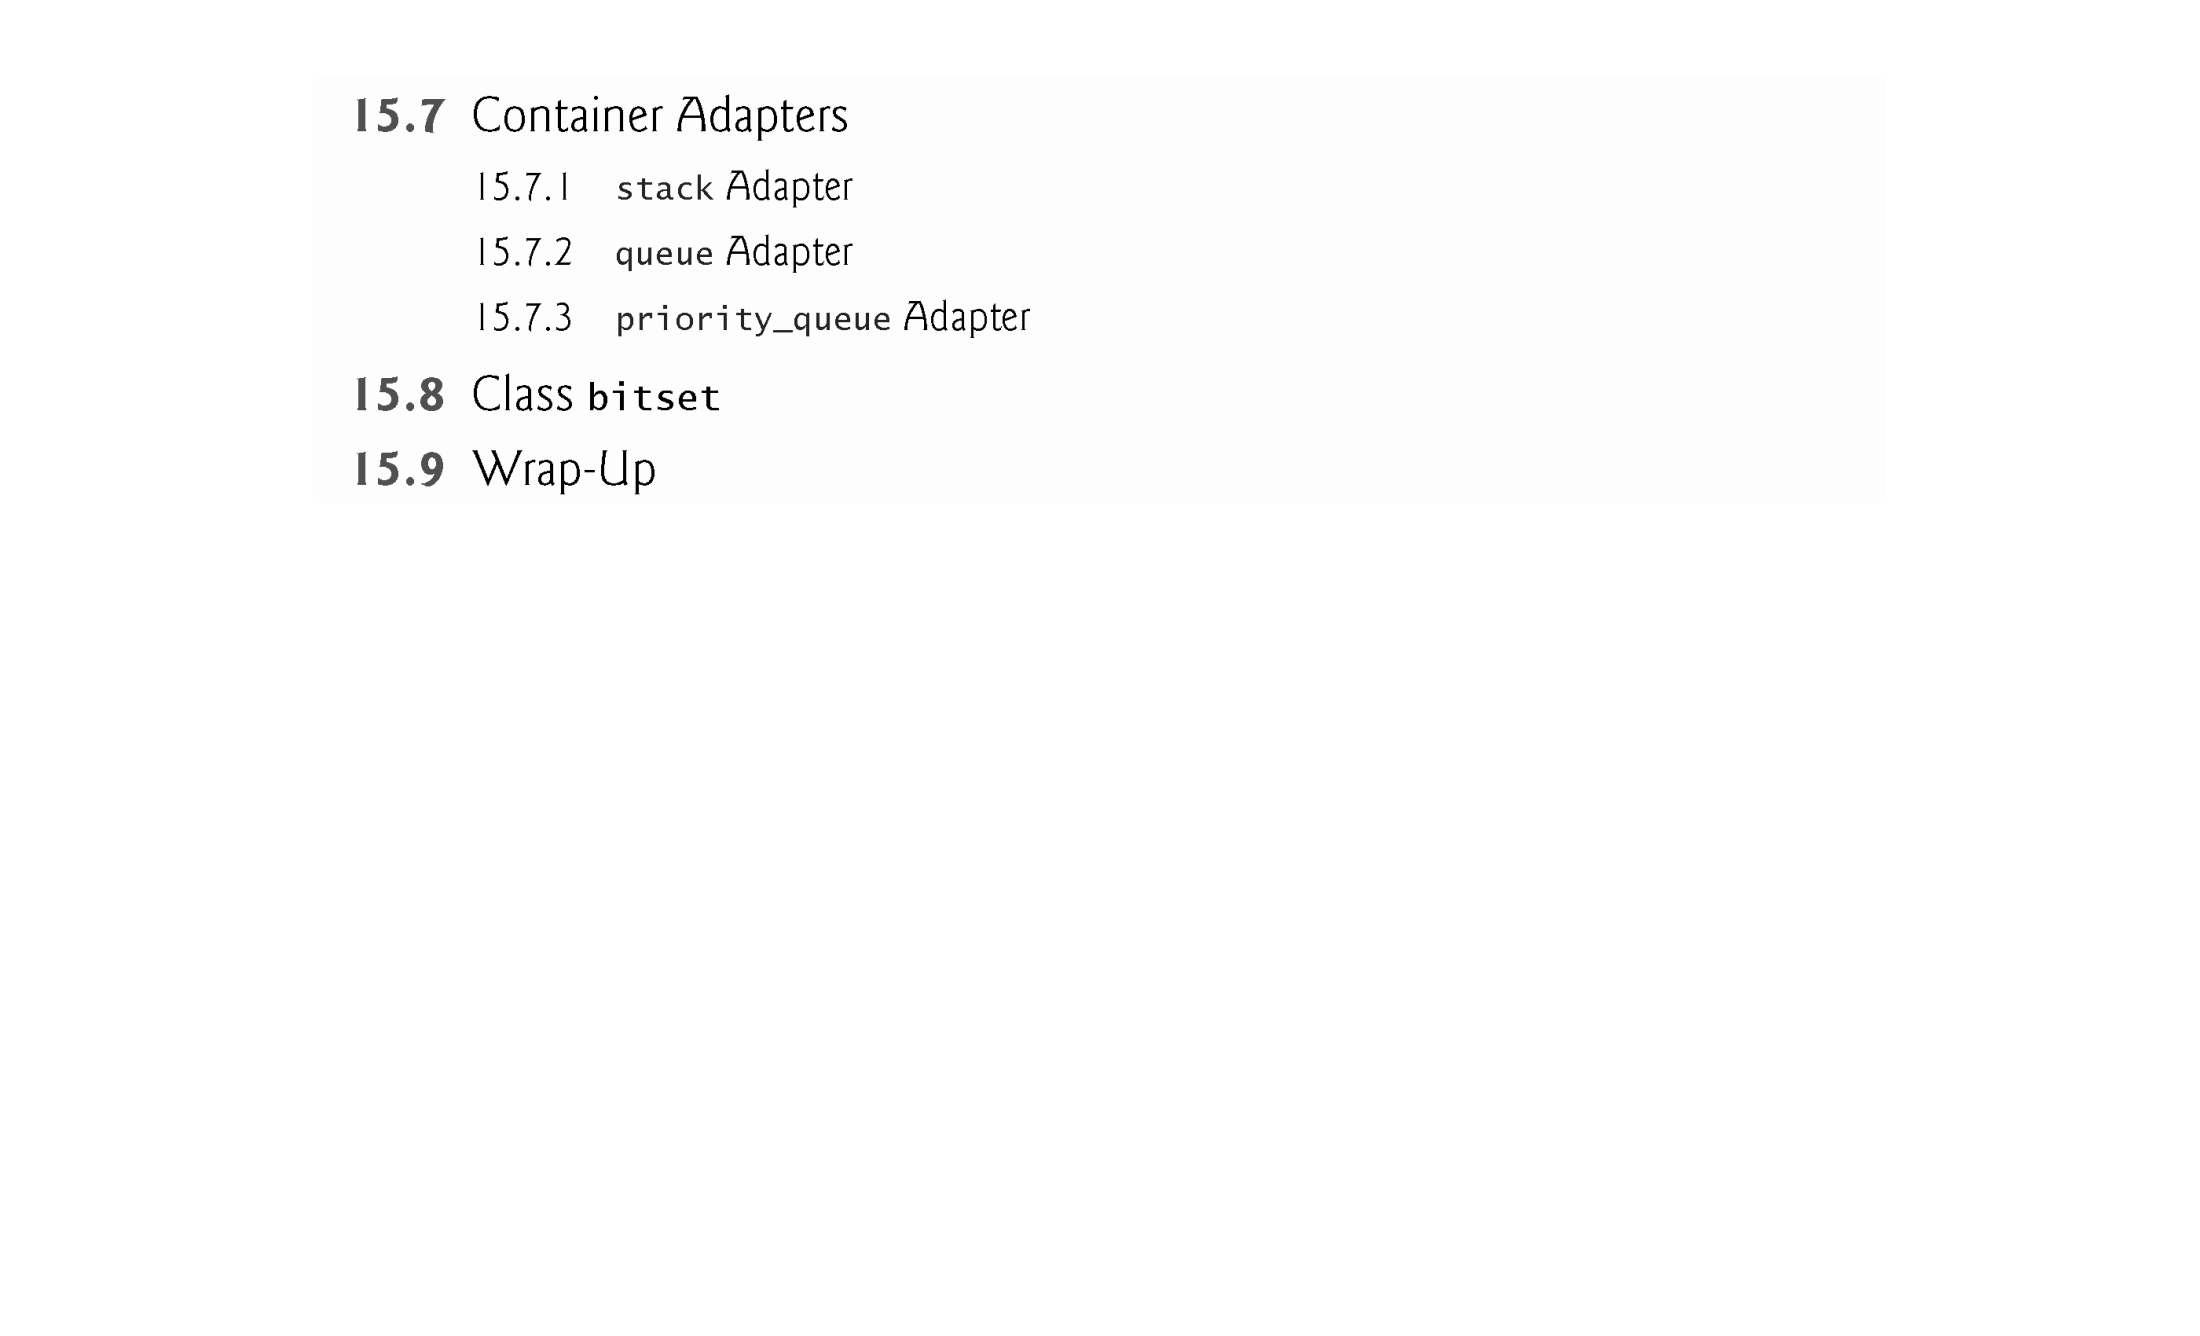 15.7 Container Adapters
15.7.1 stack Adapter
15.7.2 queue Adapter
15.7.3 priority_queue Adapter
15.8 Class bitset
15.9 Wrap-Up